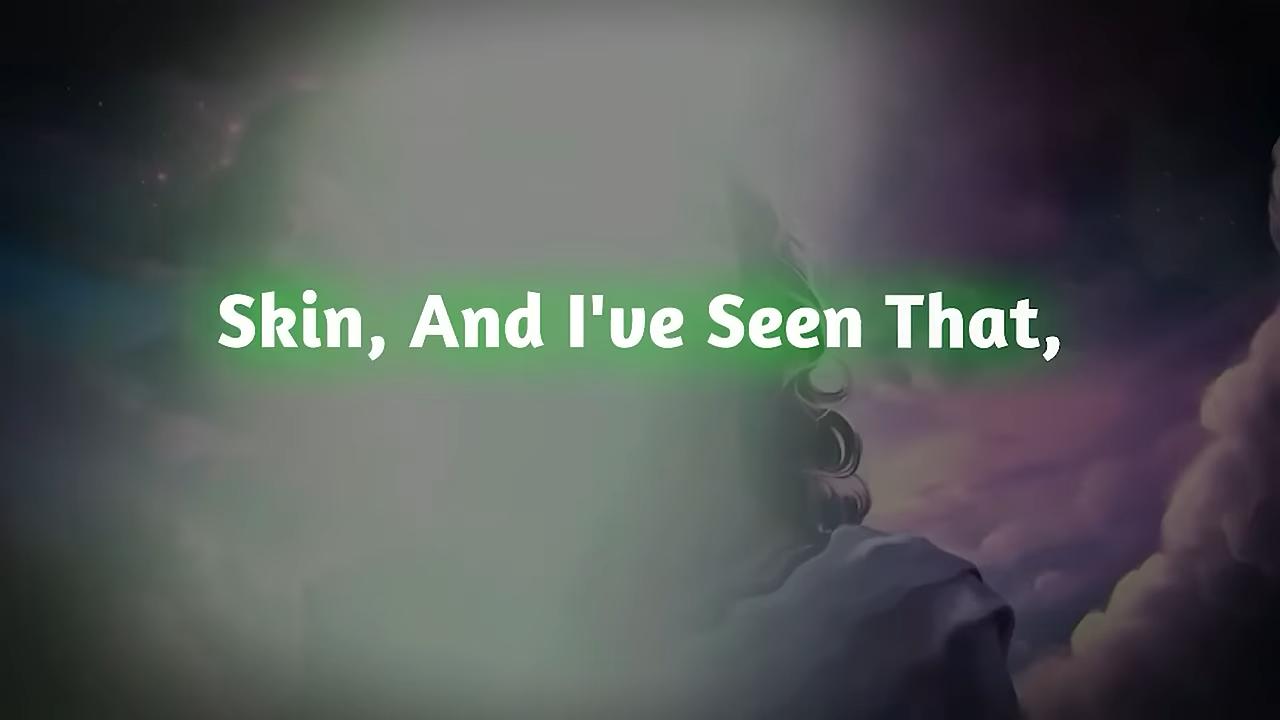 Skin, And I've Seen That,